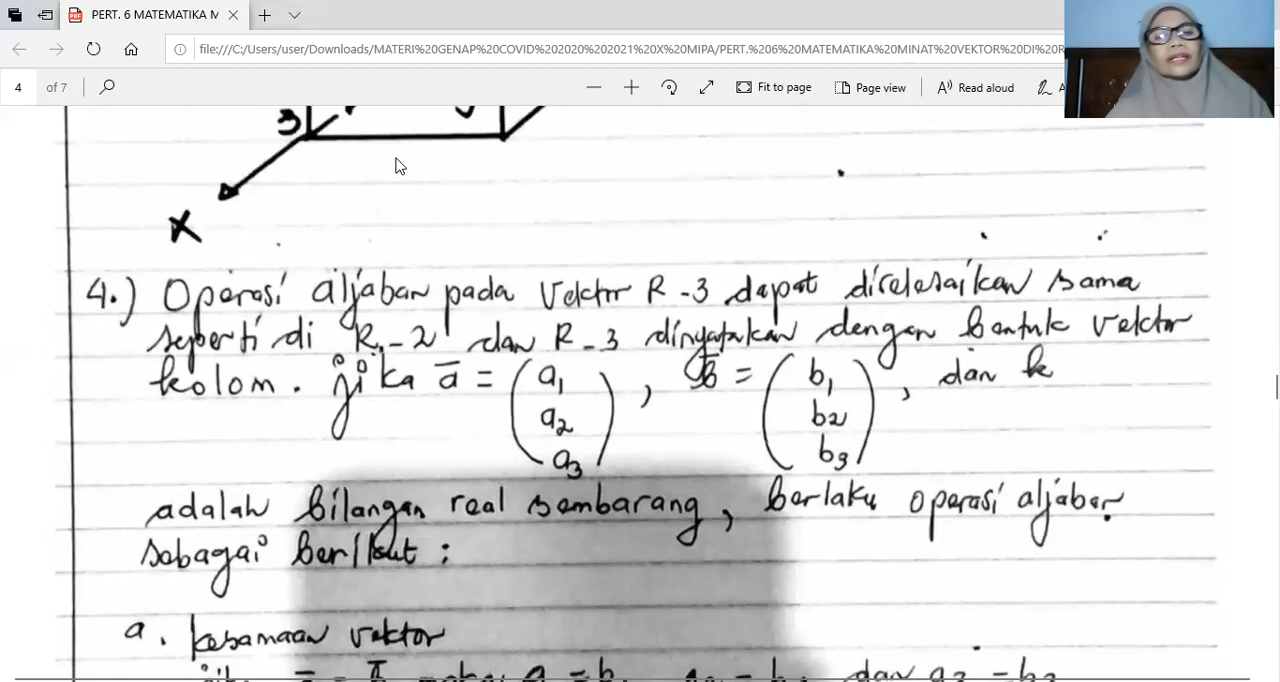 PERT. 6 MATEMATIKA M
file:///C:/Users/user/Downloads/MATERI%20GENAP%20COVID%202020%202021%20X%20MIPA/PERT.%206%20MATEMATIKA%20MINAT%20VEKTOR%20DI%20R
4 of 7 Fit to page Page view Read aloud
3
X
4.) Operasi aljabar pada Vektor R-3 dapat diselesaikan sama
seperti di R-2 dan R-3 dinyatakan dengan bentuk vektor
kolom. jika a̅ = (a₁ a₂ a₃), b̅ = (b₁ b₂ b₃), dan k
adalah bilangan real sembarang, berlaku operasi aljabar
sebagai berikut :
a. kesamaan vektor